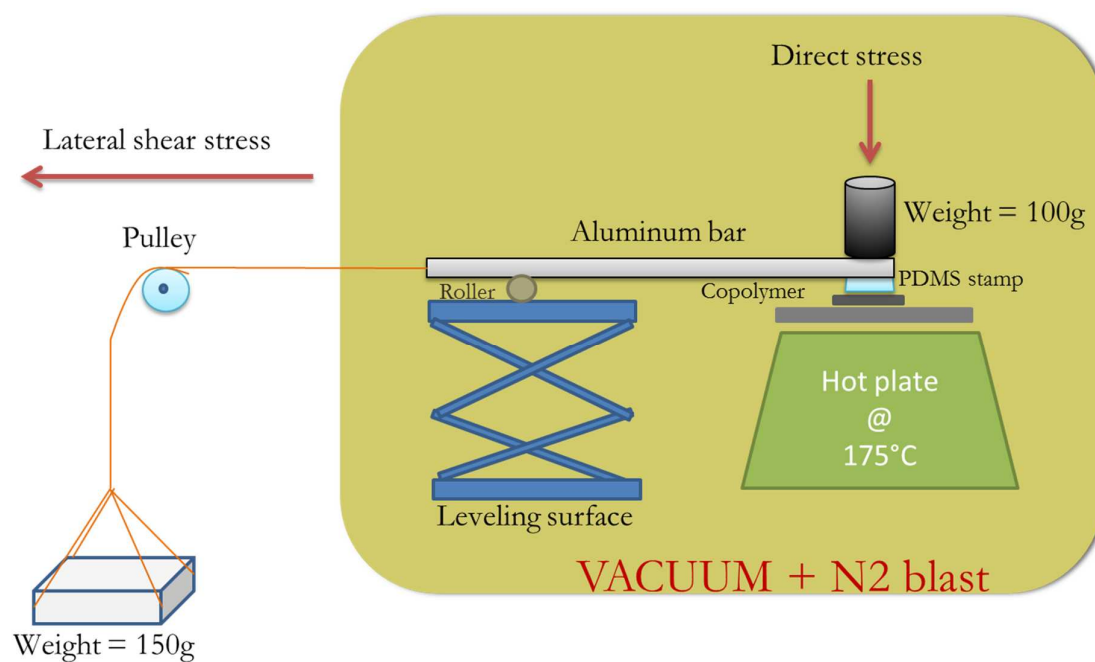 Direct stress
Lateral shear stress
Weight = 100g
Pulley
Aluminum bar
PDMS stamp
Roller
Copolymer
Hot plate
@
175°C
Leveling surface
VACUUM + N2 blast
Weight = 150g